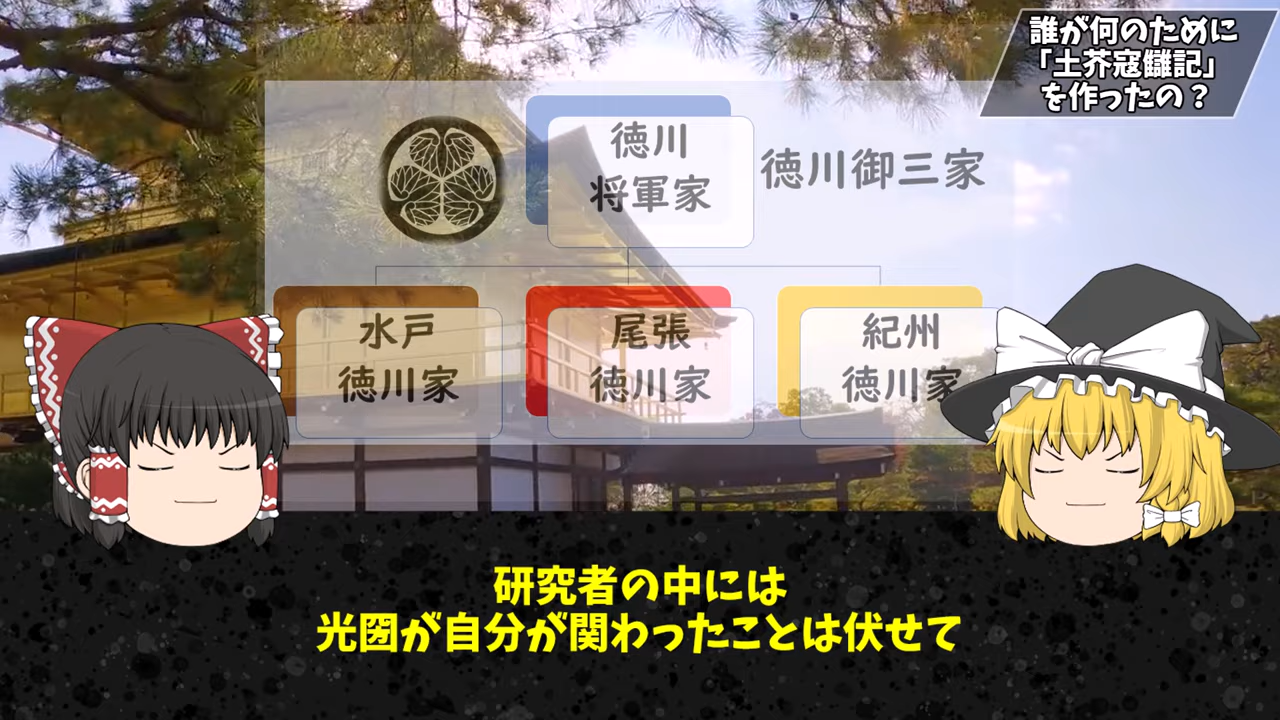 誰が何のために
「土芥寇讎記」
を作ったの？
徳川
将軍家
徳川御三家
水戸
徳川家
尾張
徳川家
紀州
徳川家
研究者の中には
光圀が自分が関わったことは伏せて